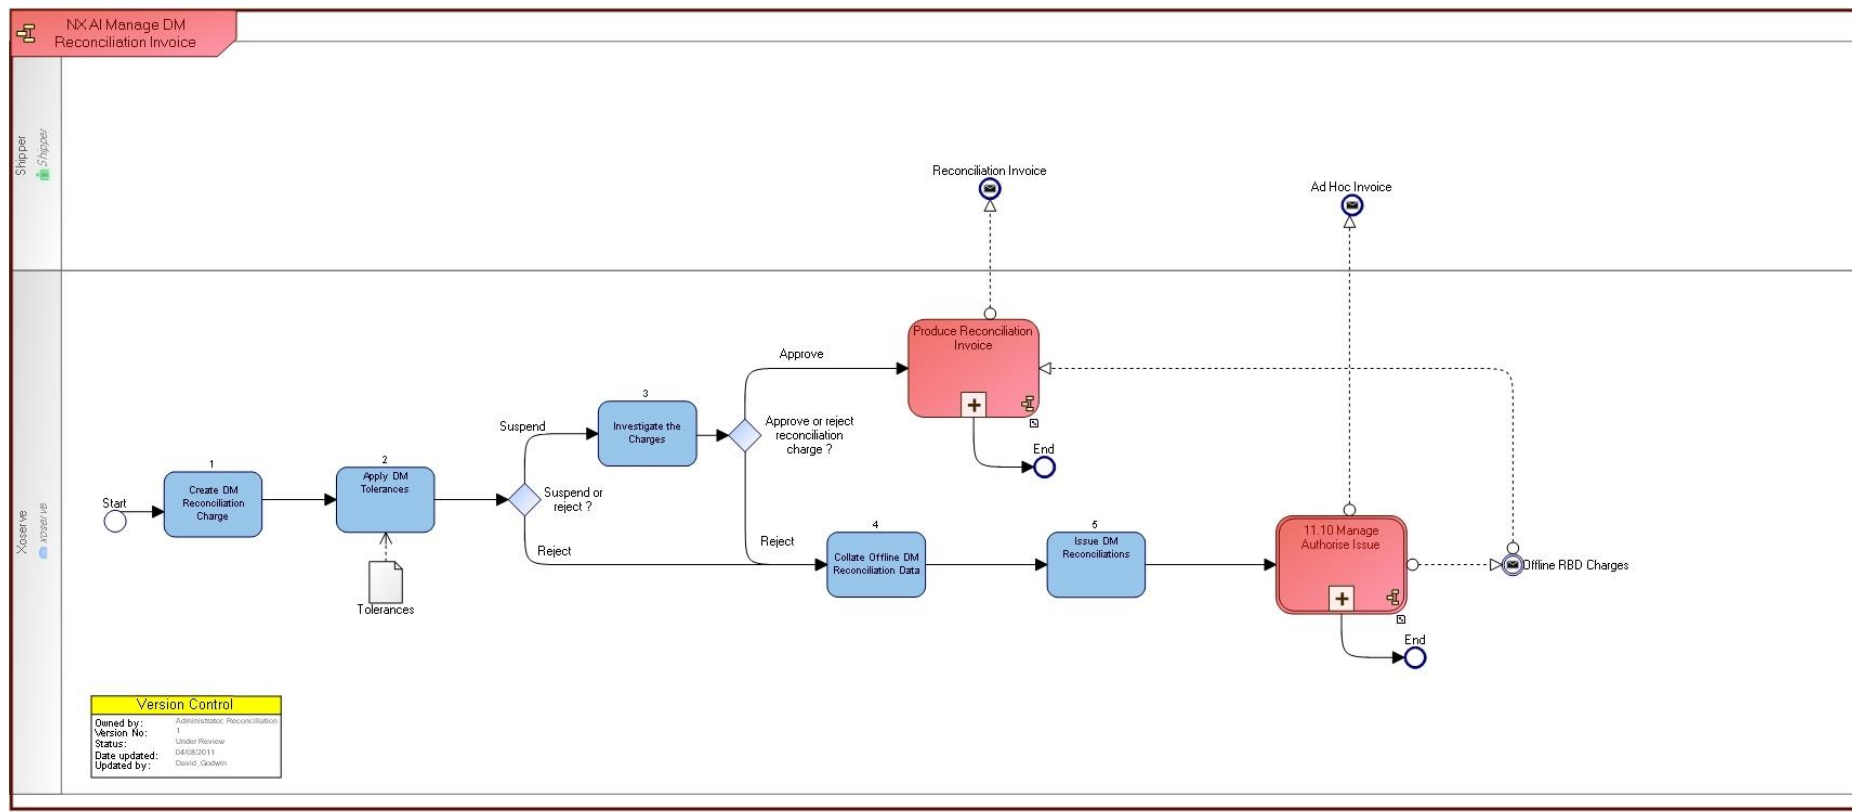 NX AI Manage DM
Reconciliation Invoice
Shipper
Shipper
Reconciliation Invoice
Ad Hoc Invoice
Xoserve
xoserve
Start
1
Create DM
Reconciliation
Charge
2
Apply DM
Tolerances
Tolerances
Suspend
Suspend or
reject ?
Reject
3
Investigate the
Charges
Approve
Approve or reject
reconciliation
charge ?
Reject
Produce Reconciliation
Invoice
End
4
Collate Offline DM
Reconciliation Data
5
Issue DM
Reconciliations
11.10 Manage
Authorise Issue
Offline RBD Charges
End
Version Control
Owned by: Administrator. Reconciliation
Version No: 1
Status: Under Review
Date updated: 04/08/2011
Updated by: David_Godwin